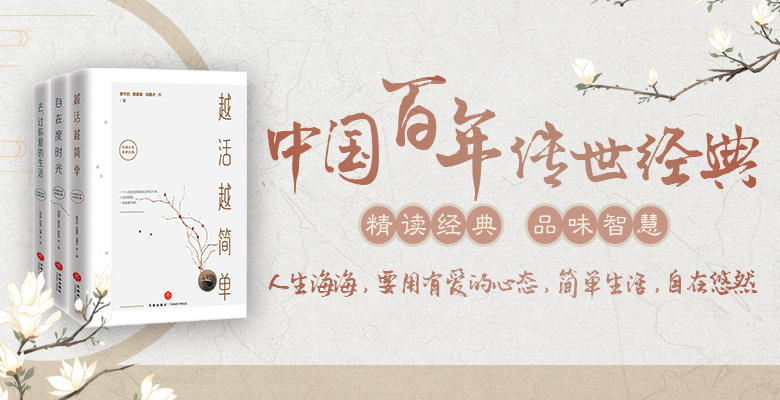 中国百年传世经典
精读经典 品味智慧
人生海海，要用有爱的心态，简单生活，自在悠然
去过你爱的生活
自在度时光
越活越简单
越活越简单